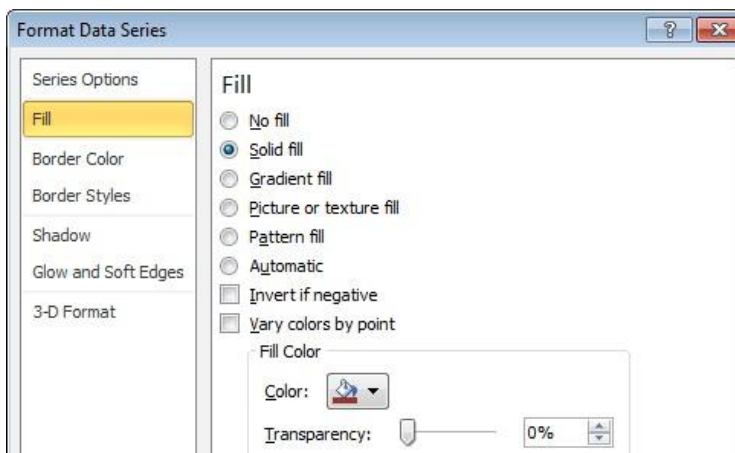 Format Data Series
Series Options
Fill
Border Color
Border Styles
Shadow
Glow and Soft Edges
3-D Format
Fill
No fill
Solid fill
Gradient fill
Picture or texture fill
Pattern fill
Automatic
Invert if negative
Vary colors by point
Fill Color
Color:
Transparency: 0%